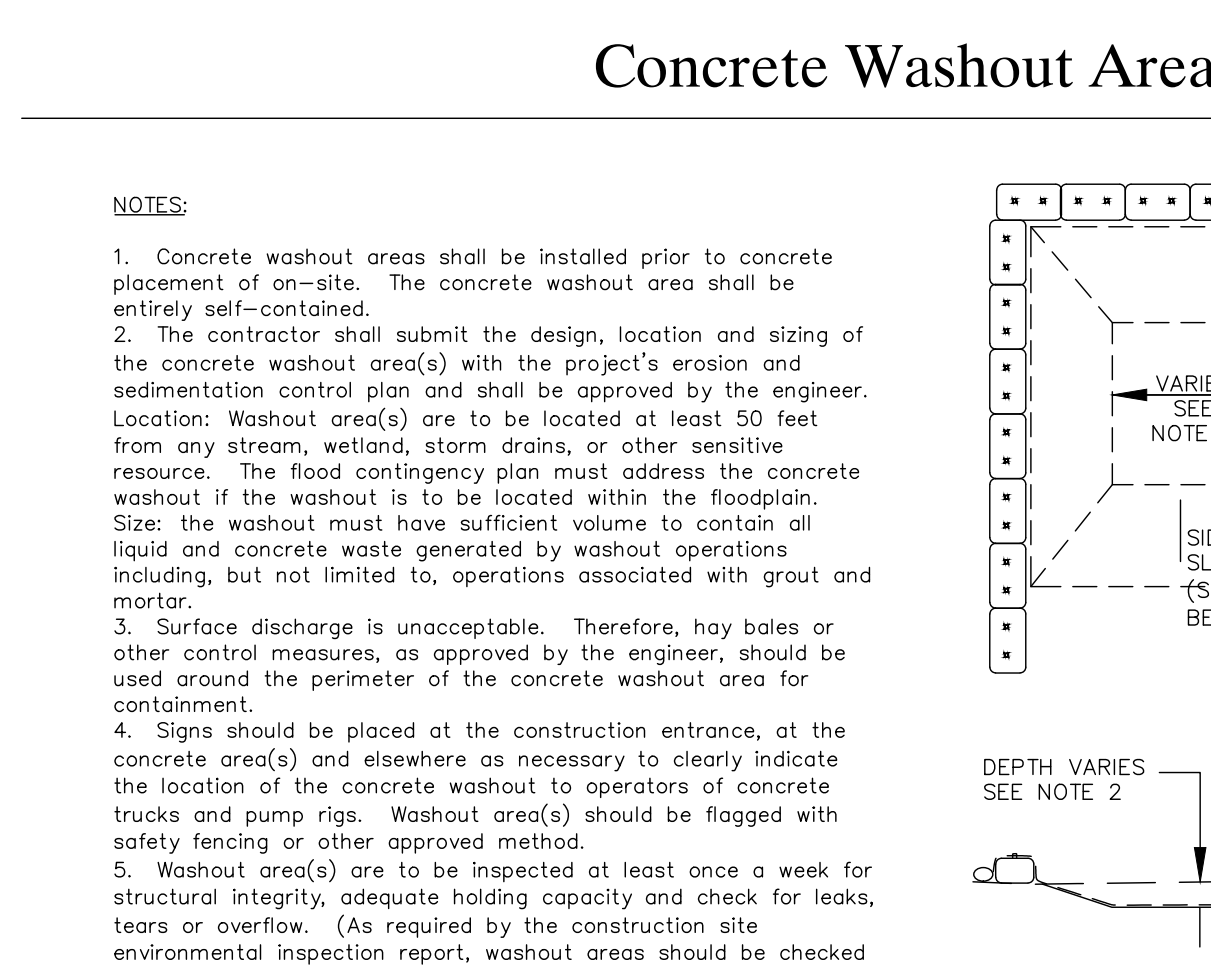 Concrete Washout Area
NOTES:
1.  Concrete washout areas shall be installed prior to concrete
placement of on-site.  The concrete washout area shall be
entirely self-contained.
2.  The contractor shall submit the design, location and sizing of
the concrete washout area(s) with the project's erosion and
sedimentation control plan and shall be approved by the engineer.
Location:  Washout area(s) are to be located at least 50 feet
from any stream, wetland, storm drains, or other sensitive
resource.  The flood contingency plan must address the concrete
washout if the washout is to be located within the floodplain.
Size:  the washout must have sufficient volume to contain all
liquid and concrete waste generated by washout operations
including, but not limited to, operations associated with grout and
mortar.
3.  Surface discharge is unacceptable.  Therefore, hay bales or
other control measures, as approved by the engineer, should be
used around the perimeter of the concrete washout area for
containment.
4.  Signs should be placed at the construction entrance, at the
concrete area(s) and elsewhere as necessary to clearly indicate
the location of the concrete washout to operators of concrete
trucks and pump rigs.  Washout area(s) should be flagged with
safety fencing or other approved method.
5.  Washout area(s) are to be inspected at least once a week for
structural integrity, adequate holding capacity and check for leaks,
tears or overflow.  (As required by the construction site
environmental inspection report, washout areas should be checked
VARIE
SEE
NOTE
SID
SL
(S
BE
DEPTH VARIES
SEE NOTE 2